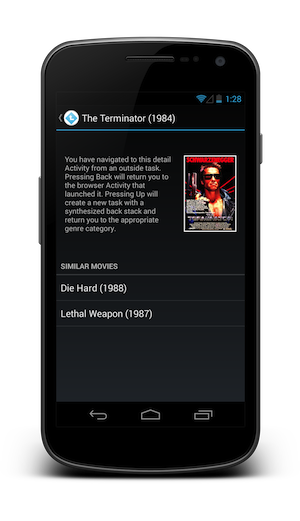 1:28
The Terminator (1984)
You have navigated to this detail
Activity from an outside task.
Pressing Back will return you to
the browser Activity that
launched it. Pressing Up will
create a new task with a
synthesized back stack and
return you to the appropriate
genre category.
SCHWARZENEGGER
TERMINATOR
SIMILAR MOVIES
Die Hard (1988)
Lethal Weapon (1987)